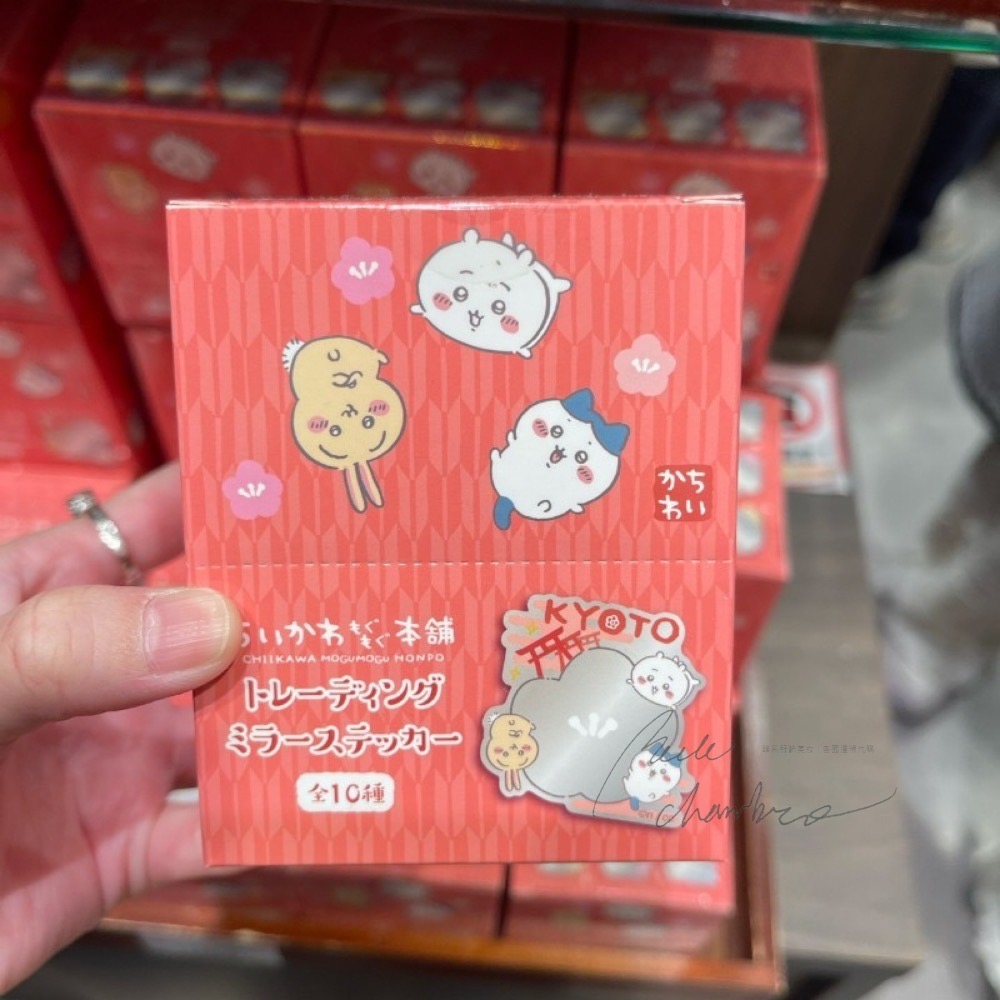 かち
わい
KYOTO
ちいかわもぐもぐ本舗
CHIIKAWA MOGUMOGU HONPO
トレーディング
ミラーステッカー
全10種